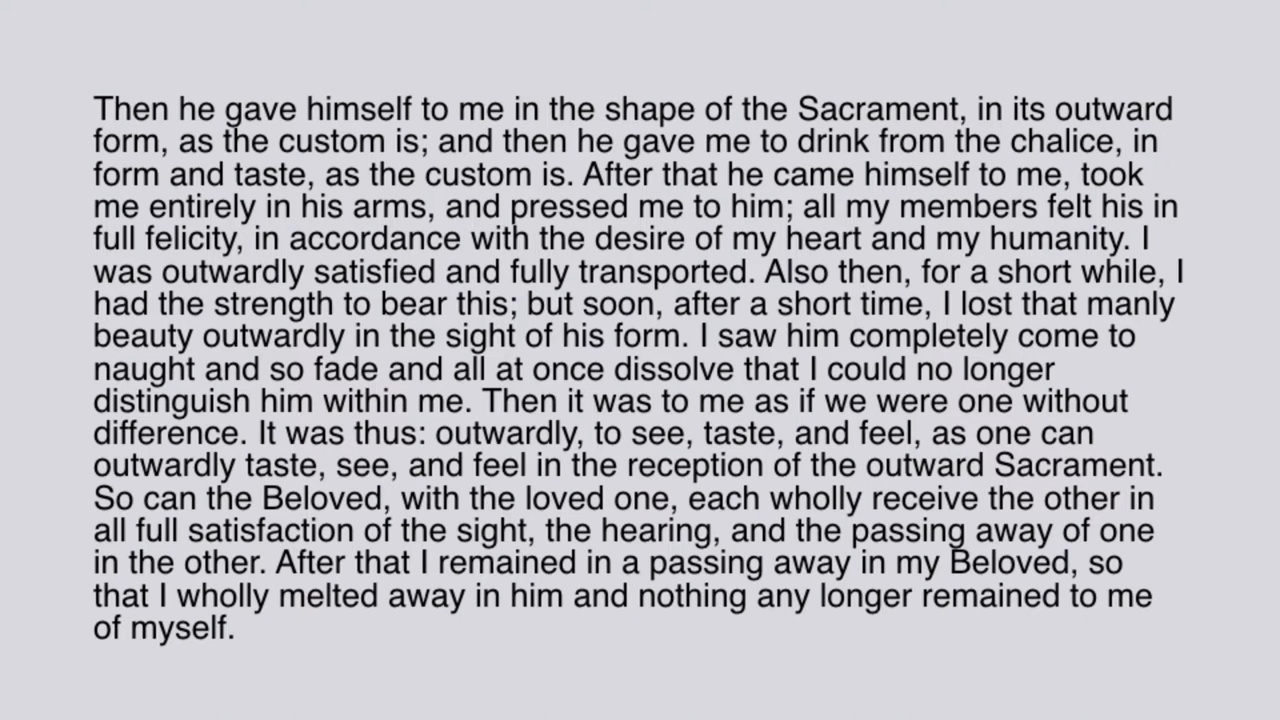 Then he gave himself to me in the shape of the Sacrament, in its outward
form, as the custom is; and then he gave me to drink from the chalice, in
form and taste, as the custom is. After that he came himself to me, took
me entirely in his arms, and pressed me to him; all my members felt his in
full felicity, in accordance with the desire of my heart and my humanity. I
was outwardly satisfied and fully transported. Also then, for a short while, I
had the strength to bear this; but soon, after a short time, I lost that manly
beauty outwardly in the sight of his form. I saw him completely come to
naught and so fade and all at once dissolve that I could no longer
distinguish him within me. Then it was to me as if we were one without
difference. It was thus: outwardly, to see, taste, and feel, as one can
outwardly taste, see, and feel in the reception of the outward Sacrament.
So can the Beloved, with the loved one, each wholly receive the other in
all full satisfaction of the sight, the hearing, and the passing away of one
in the other. After that I remained in a passing away in my Beloved, so
that I wholly melted away in him and nothing any longer remained to me
of myself.